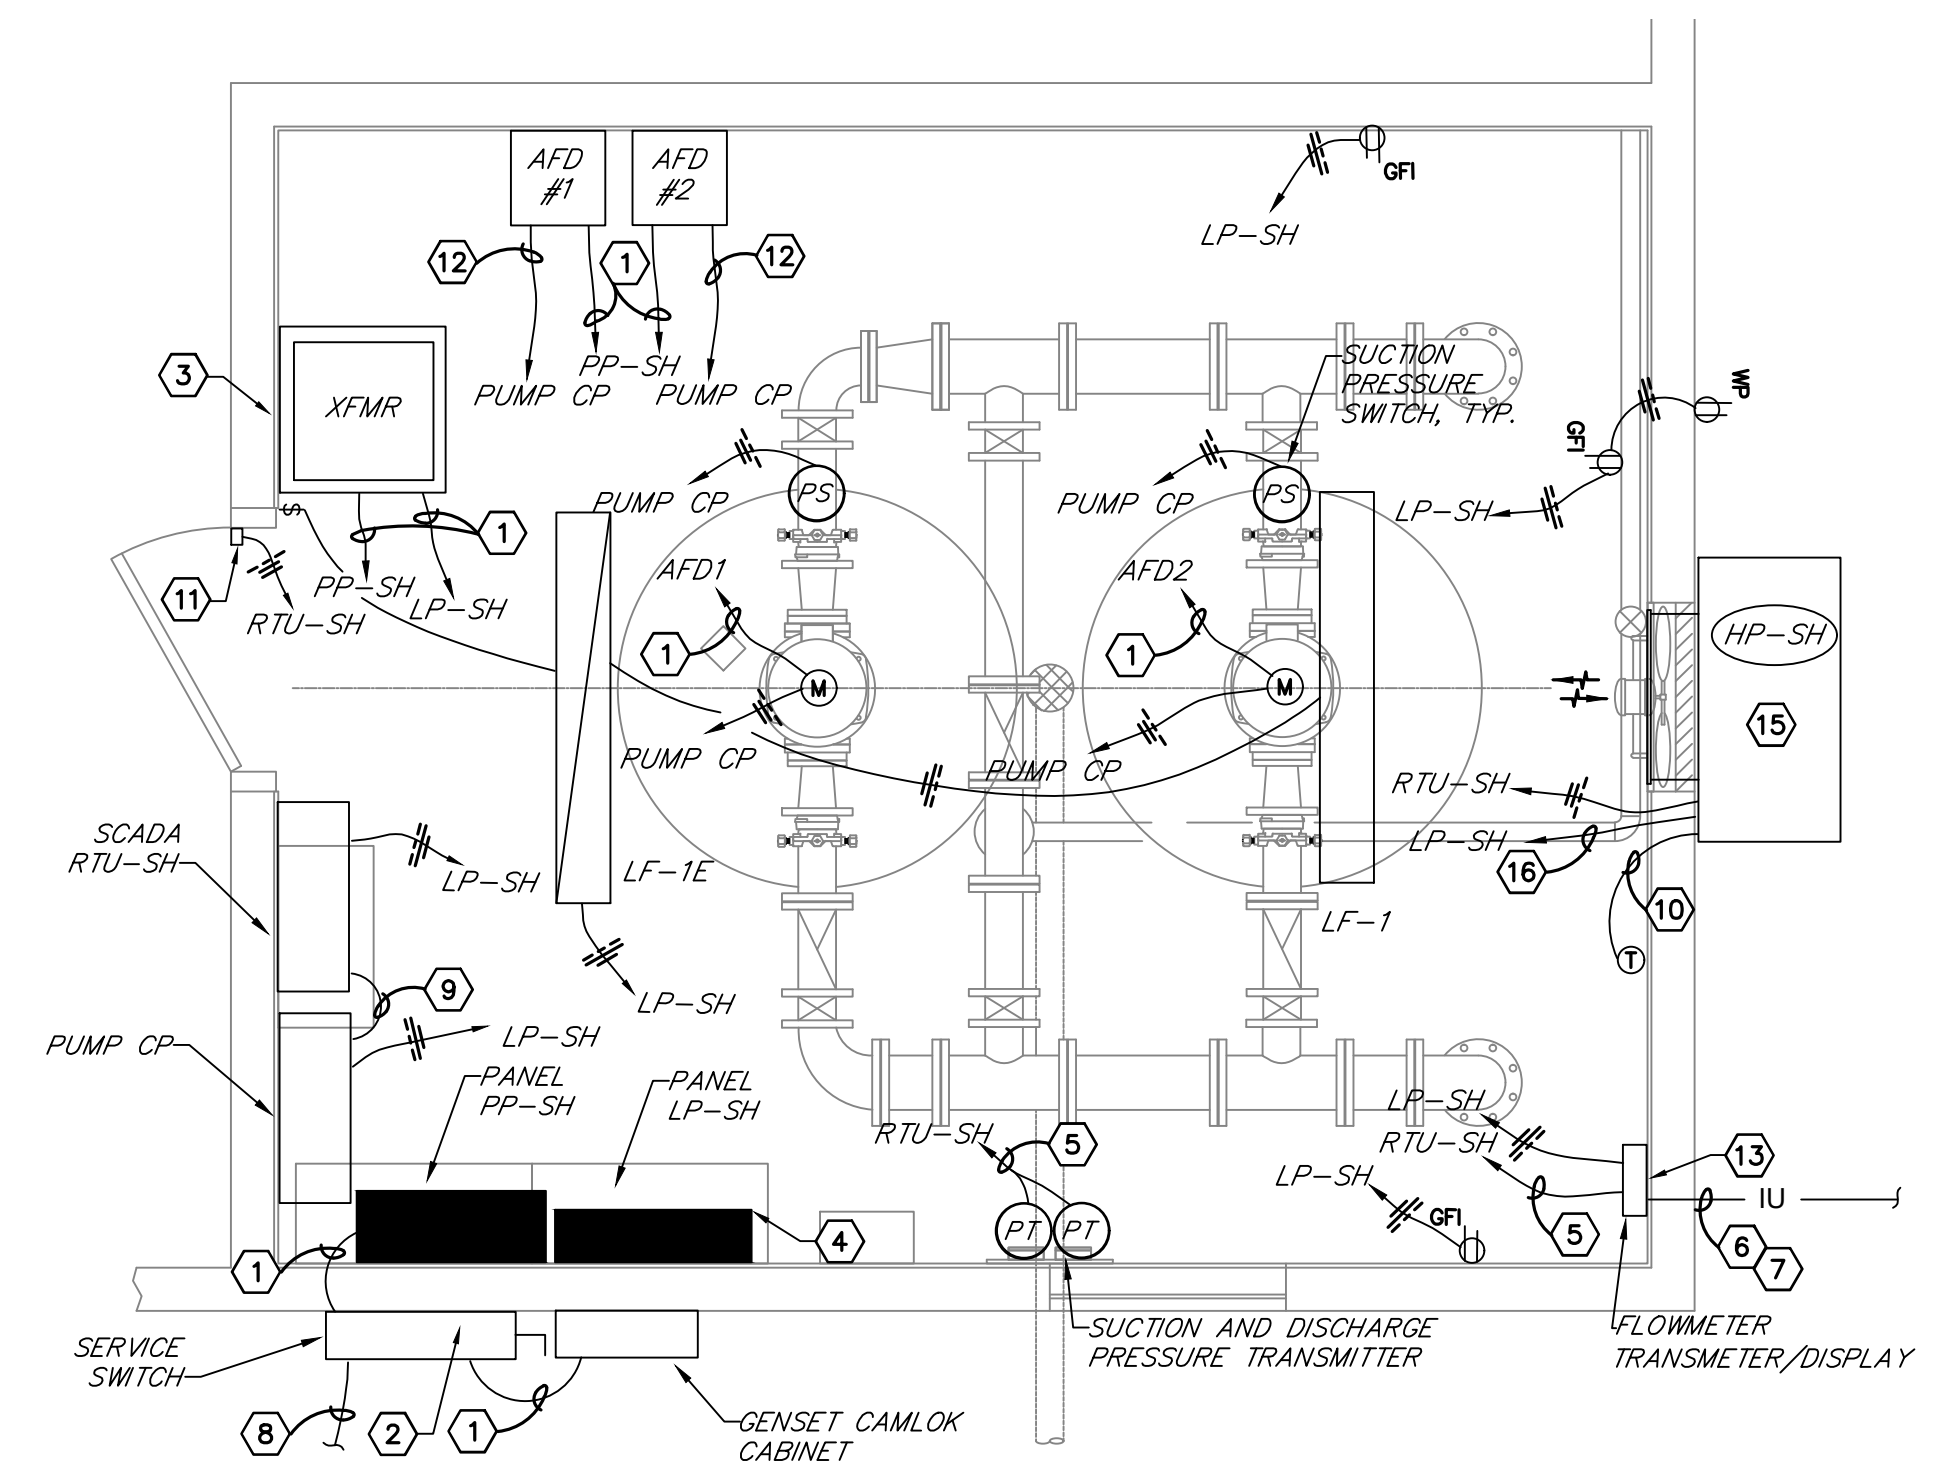 AFD
#1
AFD
#2
GFI
LP-SH
12
1
12
PP-SH
PUMP CP
PUMP CP
3
XFMR
SUCTION
PRESSURE
SWITCH, TYP.
WP
GFI
PUMP CP
PS
PUMP CP
PS
LP-SH
S
1
11
PP-SH
LP-SH
RTU-SH
AFD1
AFD2
1
1
M
M
HP-SH
15
PUMP CP
PUMP CP
RTU-SH
LP-SH
16
10
T
SCADA
RTU-SH
LP-SH
LF-1E
LF-1
9
LP-SH
LP-SH
PUMP CP
PANEL
PP-SH
PANEL
LP-SH
RTU-SH
5
LP-SH
RTU-SH
13
LP-SH
GFI
IU
5
6
7
PT
PT
4
1
SERVICE
SWITCH
SUCTION AND DISCHARGE
PRESSURE TRANSMITTER
FLOWMETER
TRANSMETER/DISPLAY
8
2
1
GENSET CAMLOK
CABINET